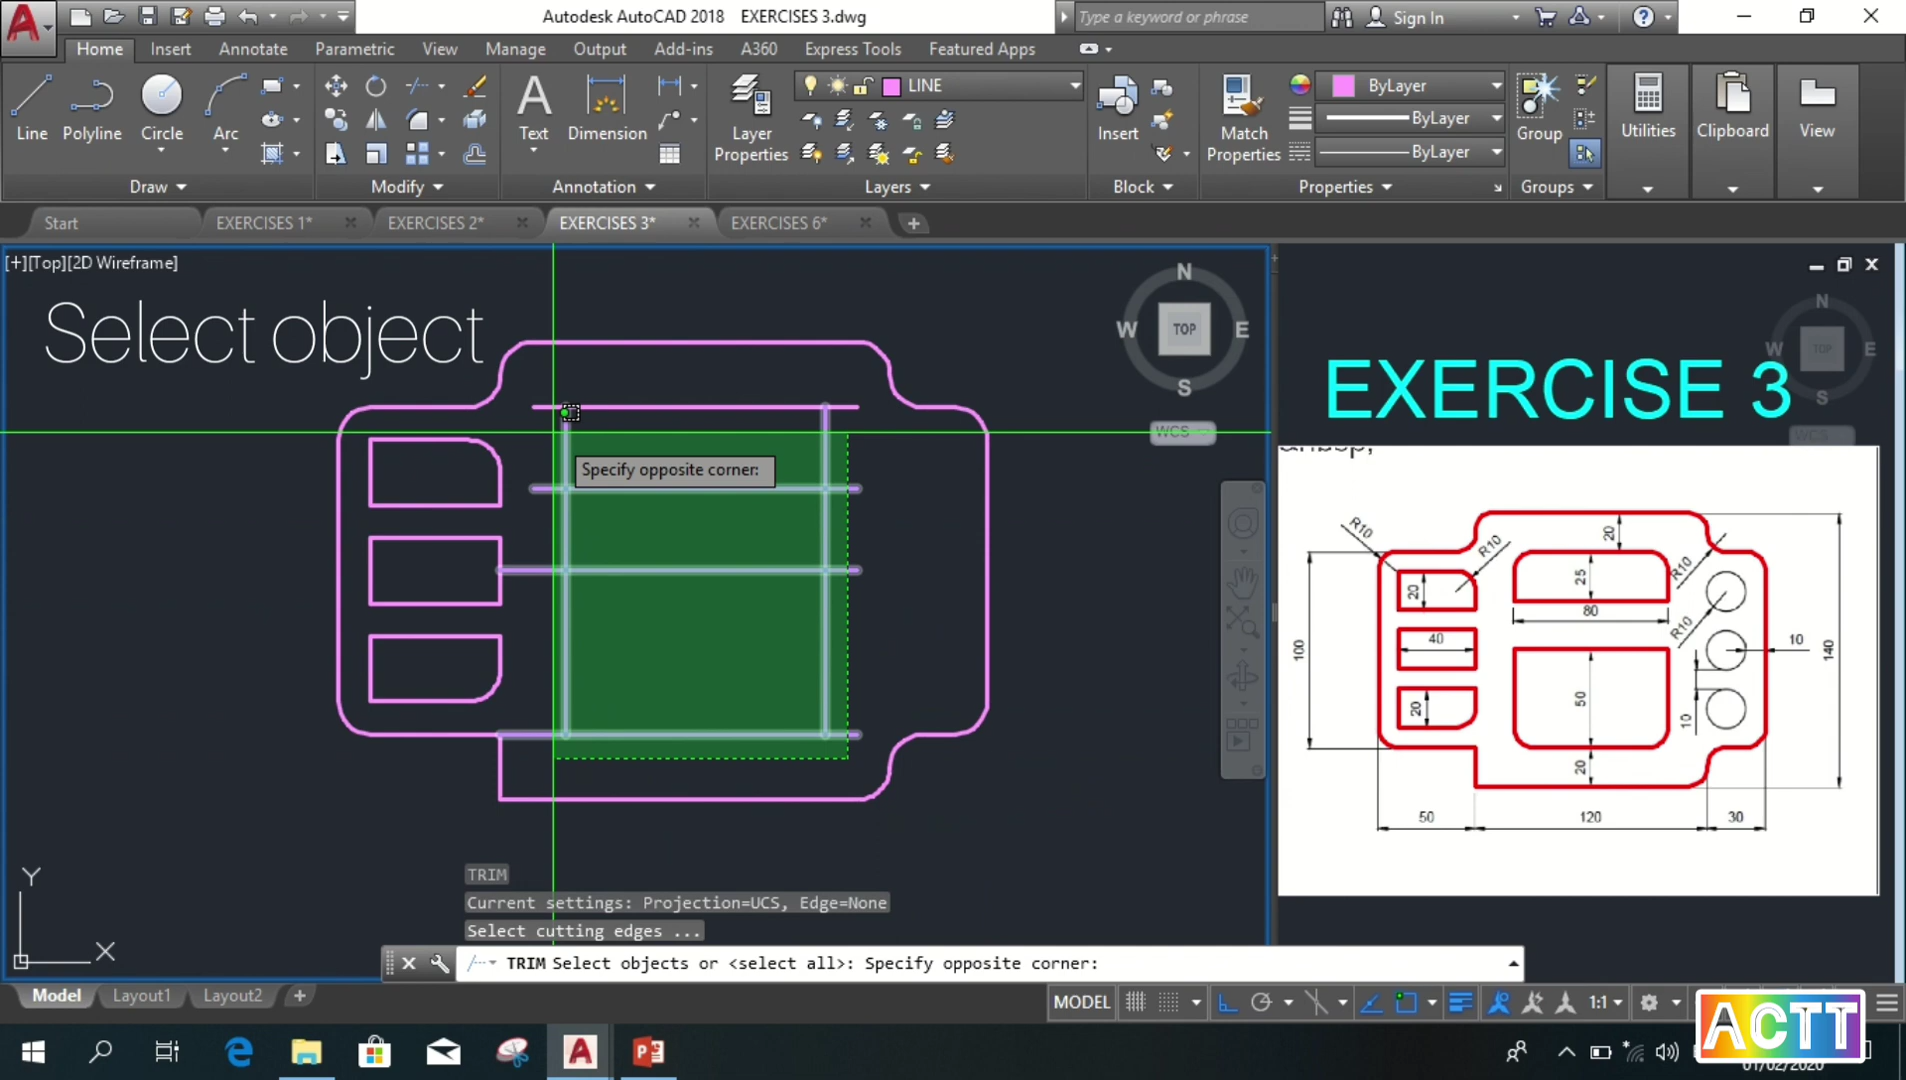 Autodesk AutoCAD 2018 EXERCISES 3.dwg
Type a keyword or phrase
Sign In
Home
Insert
Annotate
Parametric
View
Manage
Output
Add-ins
A360
Express Tools
Featured Apps
Line
Polyline
Circle
Arc
Text
Dimension
Layer
Properties
LINE
Insert
Match
Properties
ByLayer
ByLayer
ByLayer
Group
Utilities
Clipboard
View
Draw
Modify
Annotation
Layers
Block
Properties
Groups
Start
EXERCISES 1*
EXERCISES 2*
EXERCISES 3*
EXERCISES 6*
[+][Top][2D Wireframe]
Select object
N
W
TOP
E
S
WCS
Specify opposite corner:
N
W
TOP
E
S
WCS
EXERCISE 3
R10
R10
20
R10
20
25
80
R10
40
100
10
140
50
20
10
20
50
120
30
TRIM
Current settings: Projection=UCS, Edge=None
Select cutting edges ...
TRIM Select objects or <select all>: Specify opposite corner:
Y
X
Model
Layout1
Layout2
MODEL
1:1
ACTT
01/02/2020